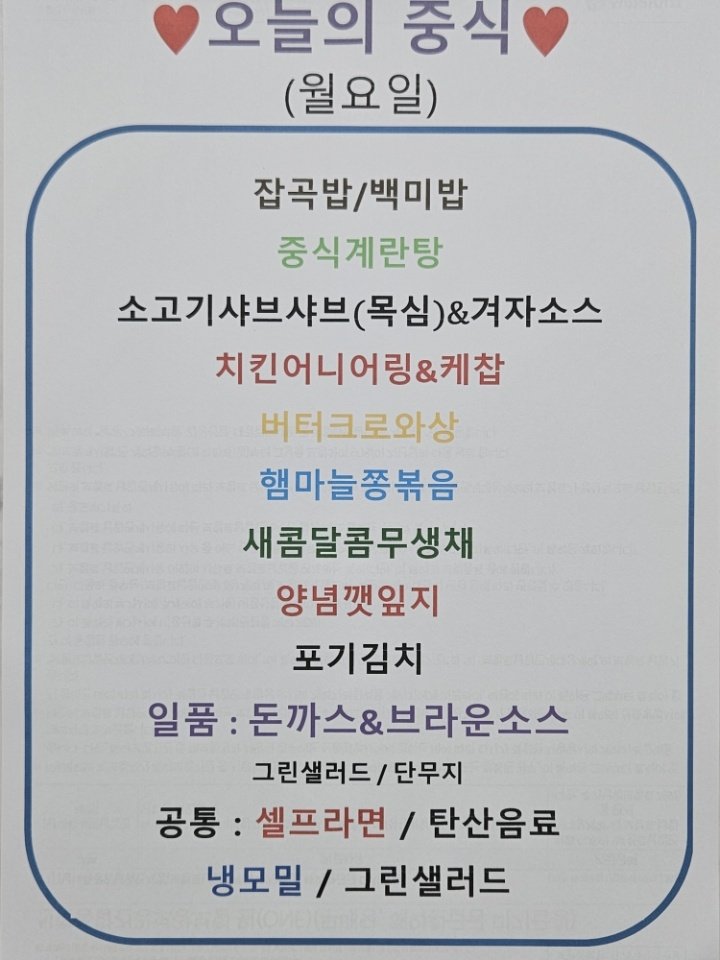 ♥오늘의 중식♥
(월요일)
잡곡밥/백미밥
중식계란탕
소고기샤브샤브(목심)&겨자소스
치킨어니어링&케찹
버터크로와상
햄마늘쫑볶음
새콤달콤무생채
양념깻잎지
포기김치
일품 : 돈까스&브라운소스
그린샐러드 / 단무지
공통 : 셀프라면 / 탄산음료
냉모밀 / 그린샐러드